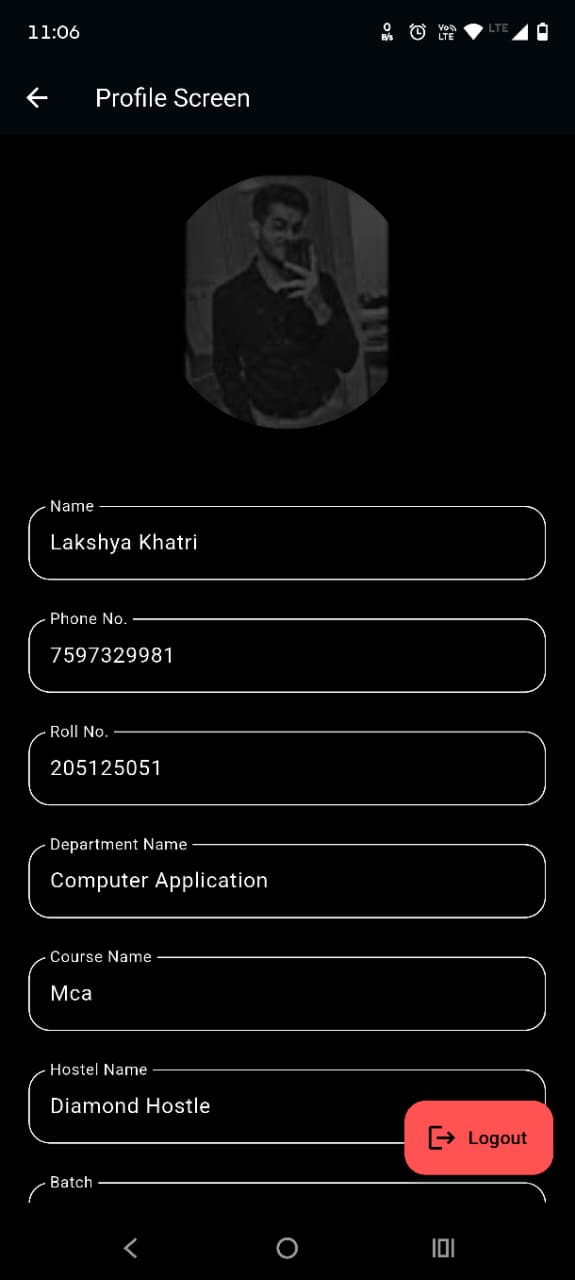 11:06
0
B/s
Vo
LTE
LTE
Profile Screen
Name
Lakshya Khatri
Phone No.
7597329981
Roll No.
205125051
Department Name
Computer Application
Course Name
Mca
Hostel Name
Diamond Hostle
Logout
Batch